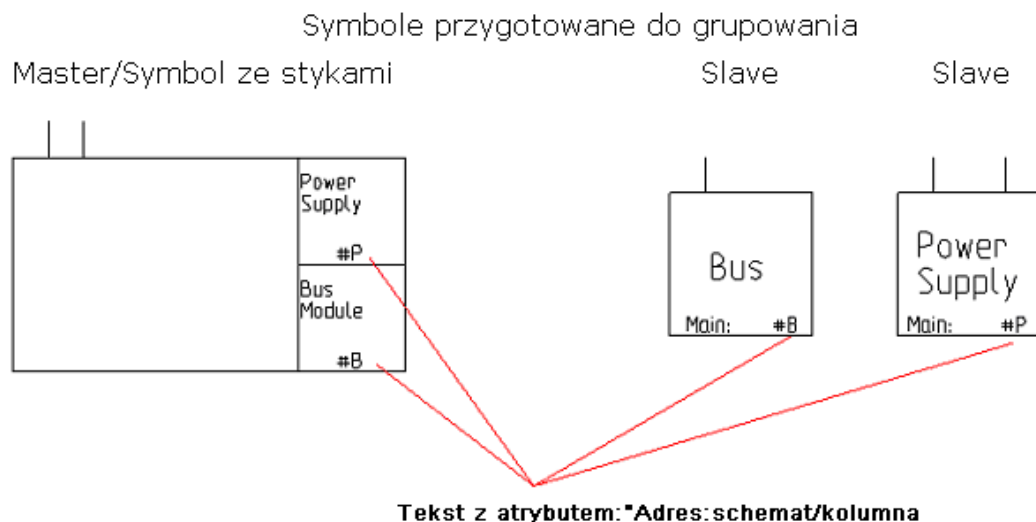 Symbole przygotowane do grupowania
Master/Symbol ze stykami
Slave
Slave
Power
Supply
#P
Bus
Module
#B
Bus
Main: #B
Power
Supply
Main: #P
Tekst z atrybutem:"Adres:schemat/kolumna